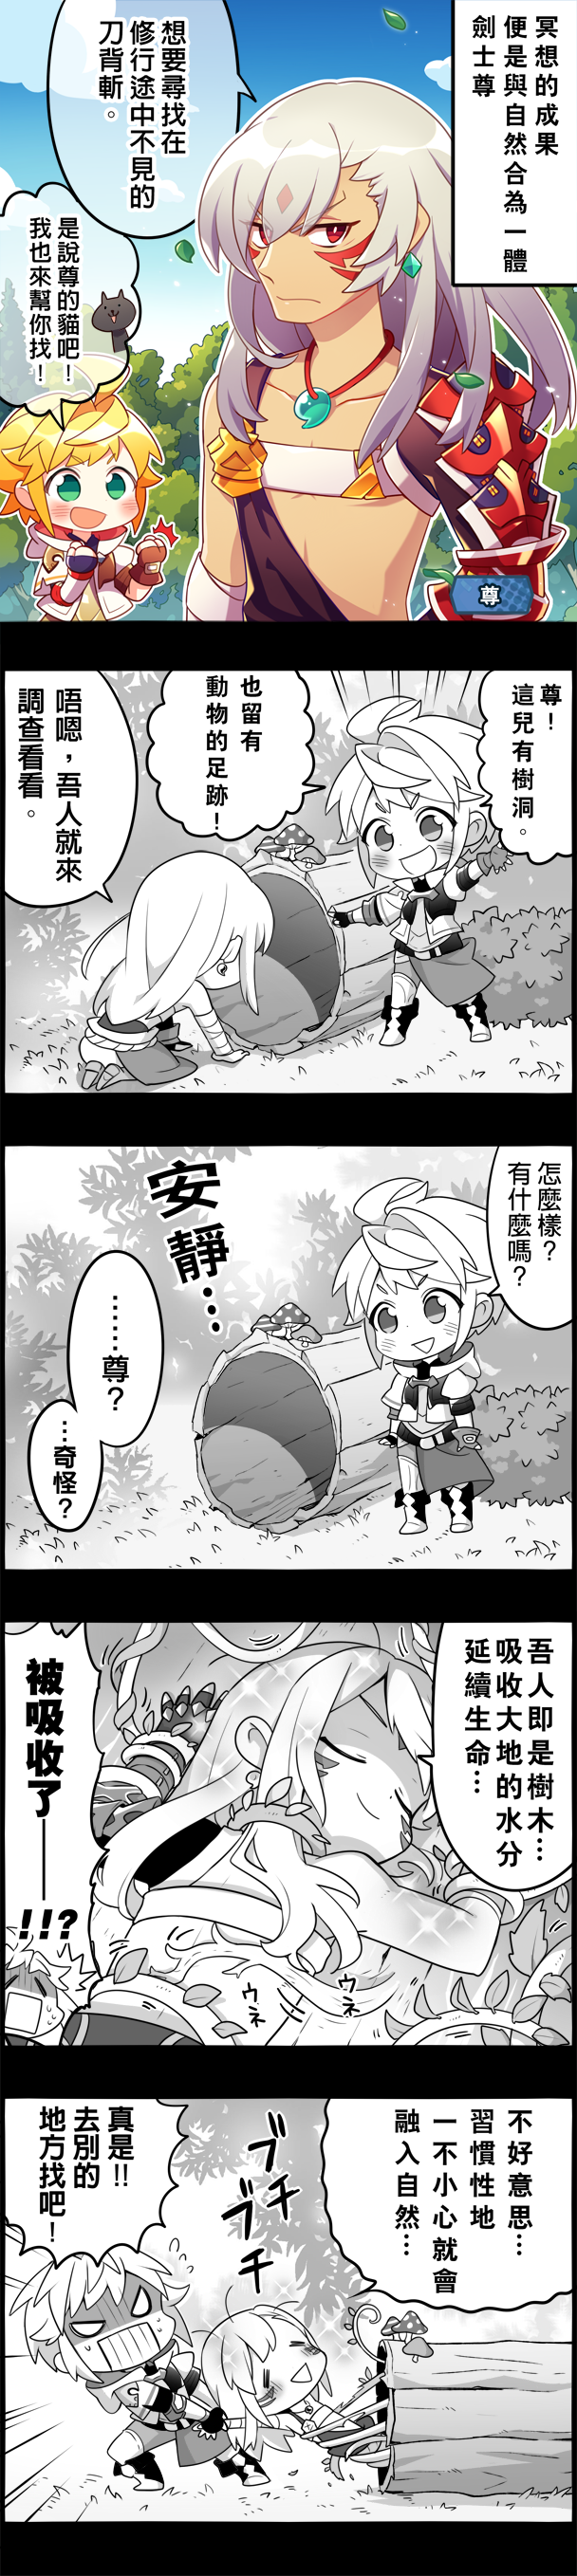 冥想的成果
便是與自然合為一體
劍士尊
想要尋找在
修行途中不見的
刀背斬。
是說尊的貓吧!
我也來幫你找!
尊
尊!
這兒有樹洞。
也留有
動物的足跡!
唔嗯，吾人就來
調查看看。
怎麼樣?
有什麼嗎?
安靜…
……尊?
…奇怪?
吾人即是樹木…
吸收大地的水分
延續生命…
被吸收了——!!?
ウネ
ウネ
不好意思…
習慣性地
一不小心就會
融入自然…
ブチ
ブチ
真是!!
去別的
地方找吧!